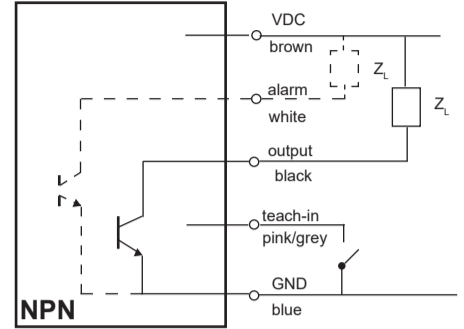 VDC
brown
Z_L
alarm
white
Z_L
output
black
teach-in
pink/grey
GND
blue
NPN